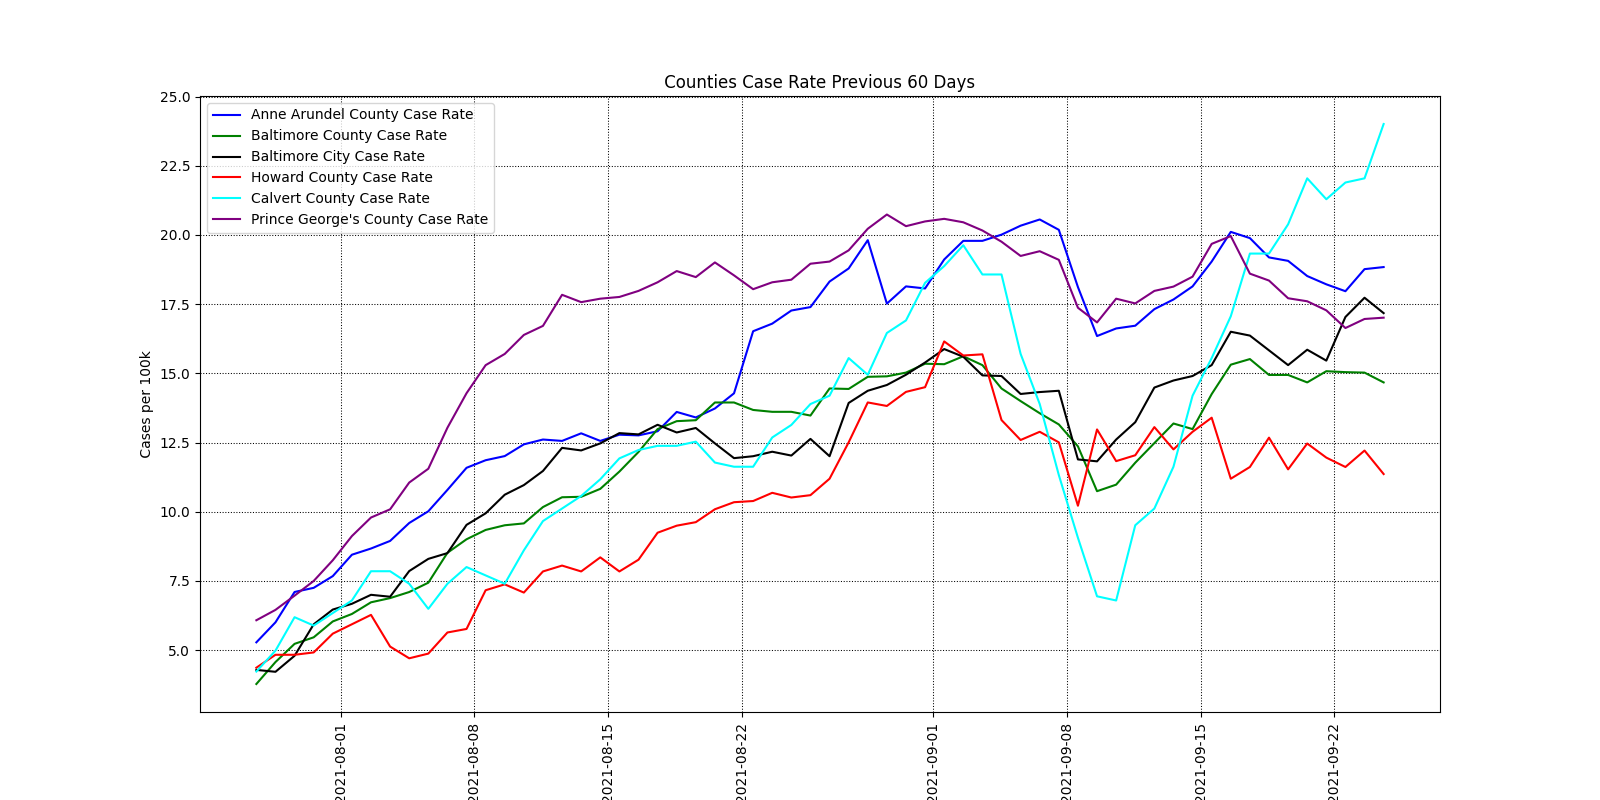 Counties Case Rate Previous 60 Days
25.0
22.5
20.0
17.5
15.0
12.5
10.0
7.5
5.0
Cases per 100k
Anne Arundel County Case Rate
Baltimore County Case Rate
Baltimore City Case Rate
Howard County Case Rate
Calvert County Case Rate
Prince George's County Case Rate
2021-08-01
2021-08-08
2021-08-15
2021-08-22
2021-09-01
2021-09-08
2021-09-15
2021-09-22